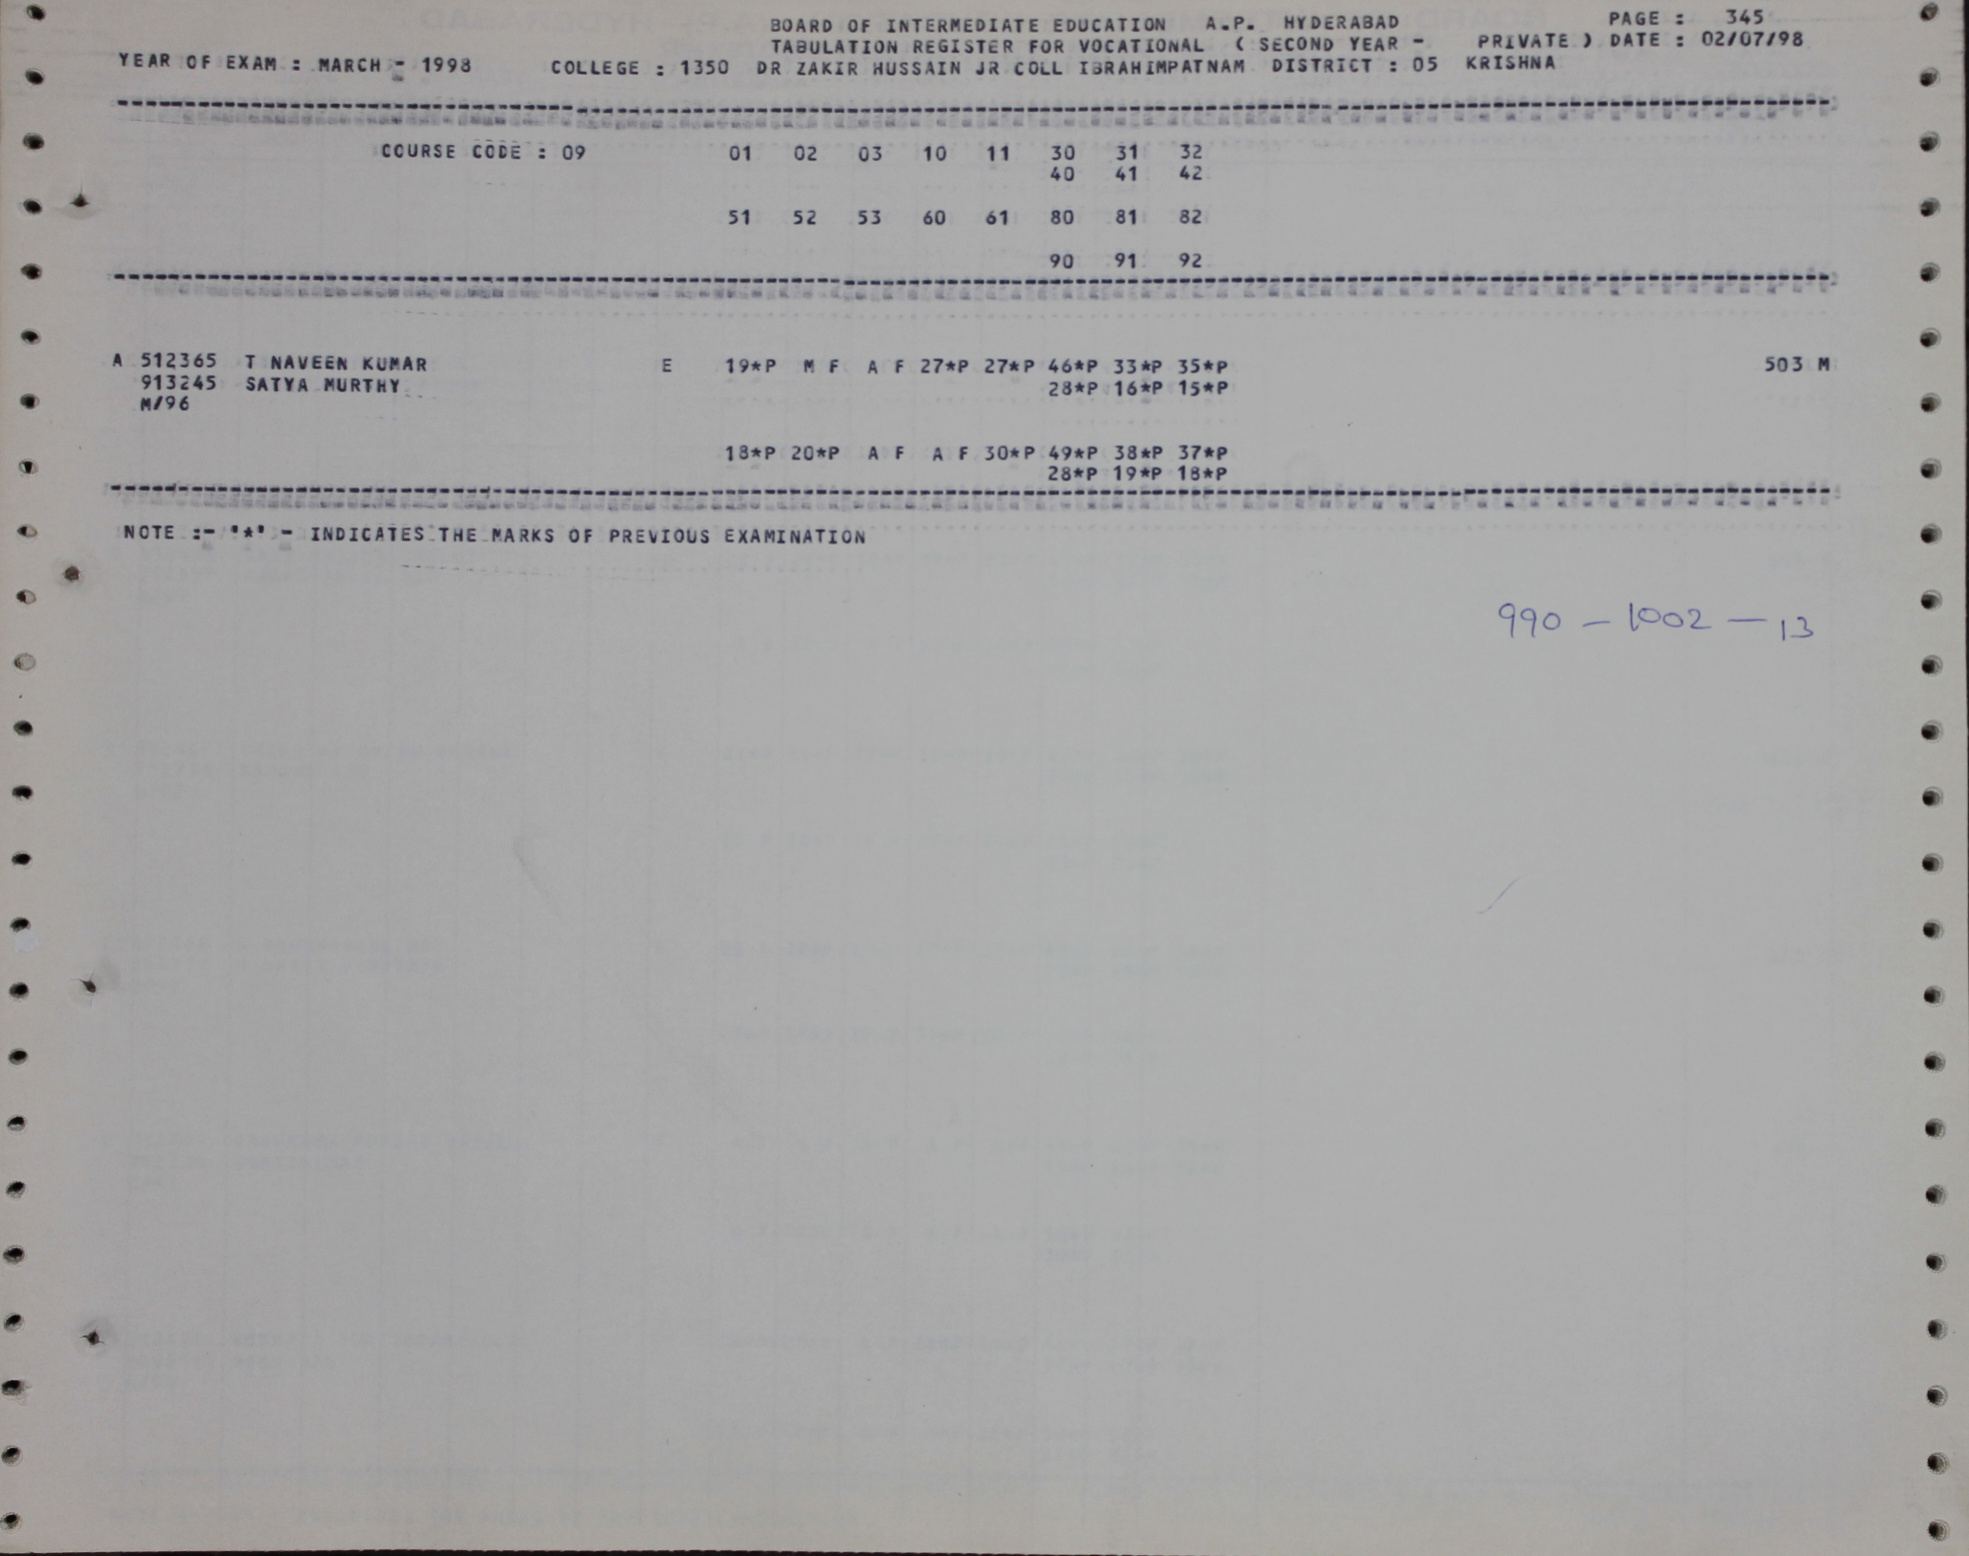 BOARD OF INTERMEDIATE EDUCATION A.P. HYDERABAD PAGE : 345
TABULATION REGISTER FOR VOCATIONAL ( SECOND YEAR - PRIVATE ) DATE : 02/07/98
YEAR OF EXAM : MARCH - 1998 COLLEGE : 1350 DR ZAKIR HUSSAIN JR COLL IBRAHIMPATNAM DISTRICT : 05 KRISHNA
COURSE CODE : 09 01 02 03 10 11 30 31 32
40 41 42
51 52 53 60 61 80 81 82
90 91 92
A 512365 T NAVEEN KUMAR E 19*P M F A F 27*P 27*P 46*P 33*P 35*P 503 M
913245 SATYA MURTHY 28*P 16*P 15*P
M/96
18*P 20*P A F A F 30*P 49*P 38*P 37*P
28*P 19*P 18*P
NOTE :- '*' - INDICATES THE MARKS OF PREVIOUS EXAMINATION
990 - 1002 - 13